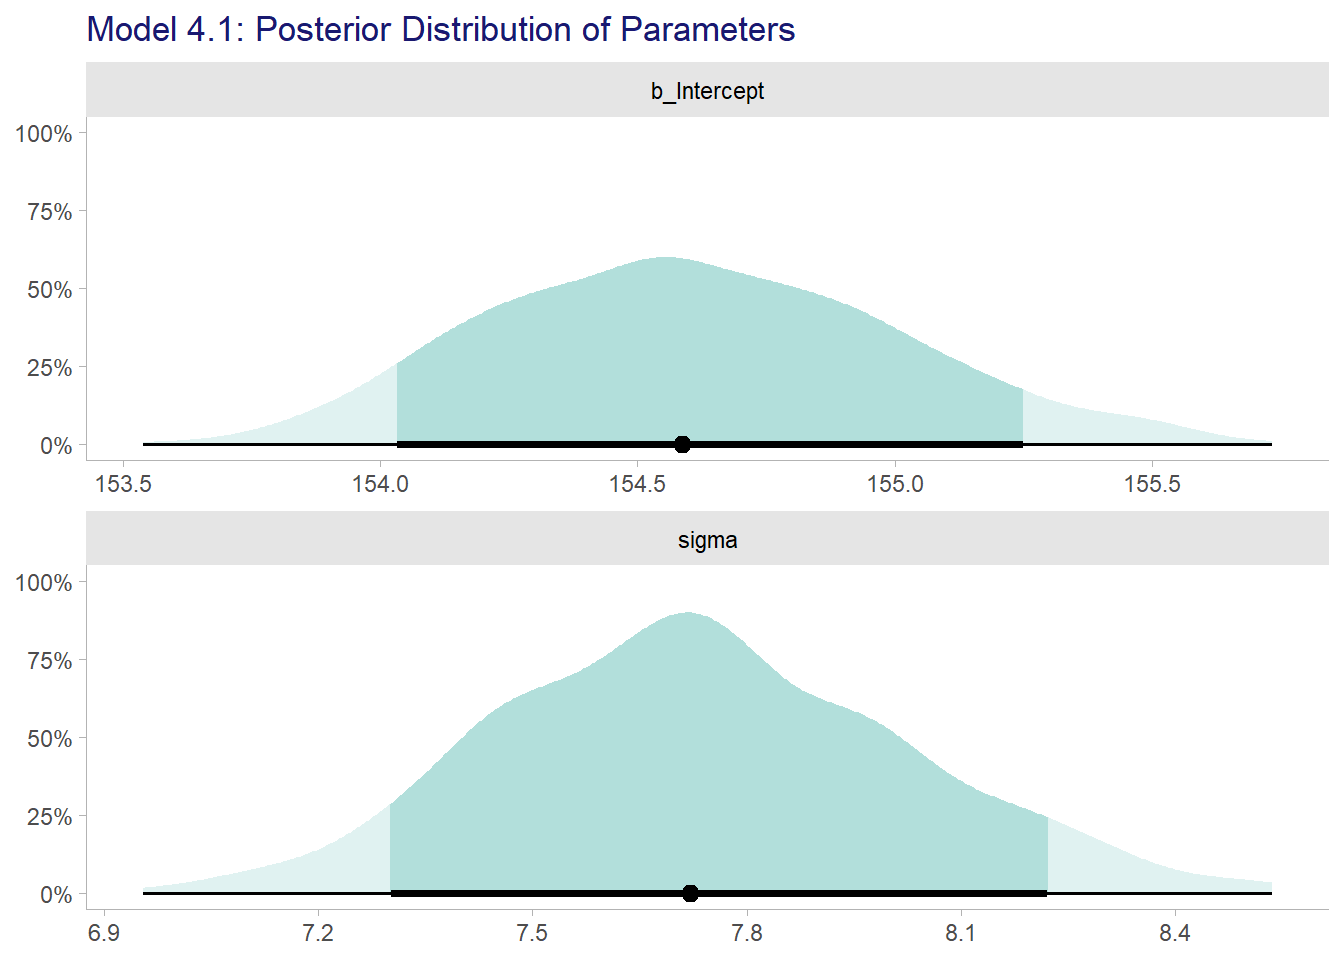 Model 4.1: Posterior Distribution of Parameters
b_Intercept
100%
75%
50%
25%
0%
153.5 154.0 154.5 155.0 155.5
sigma
100%
75%
50%
25%
0%
6.9 7.2 7.5 7.8 8.1 8.4